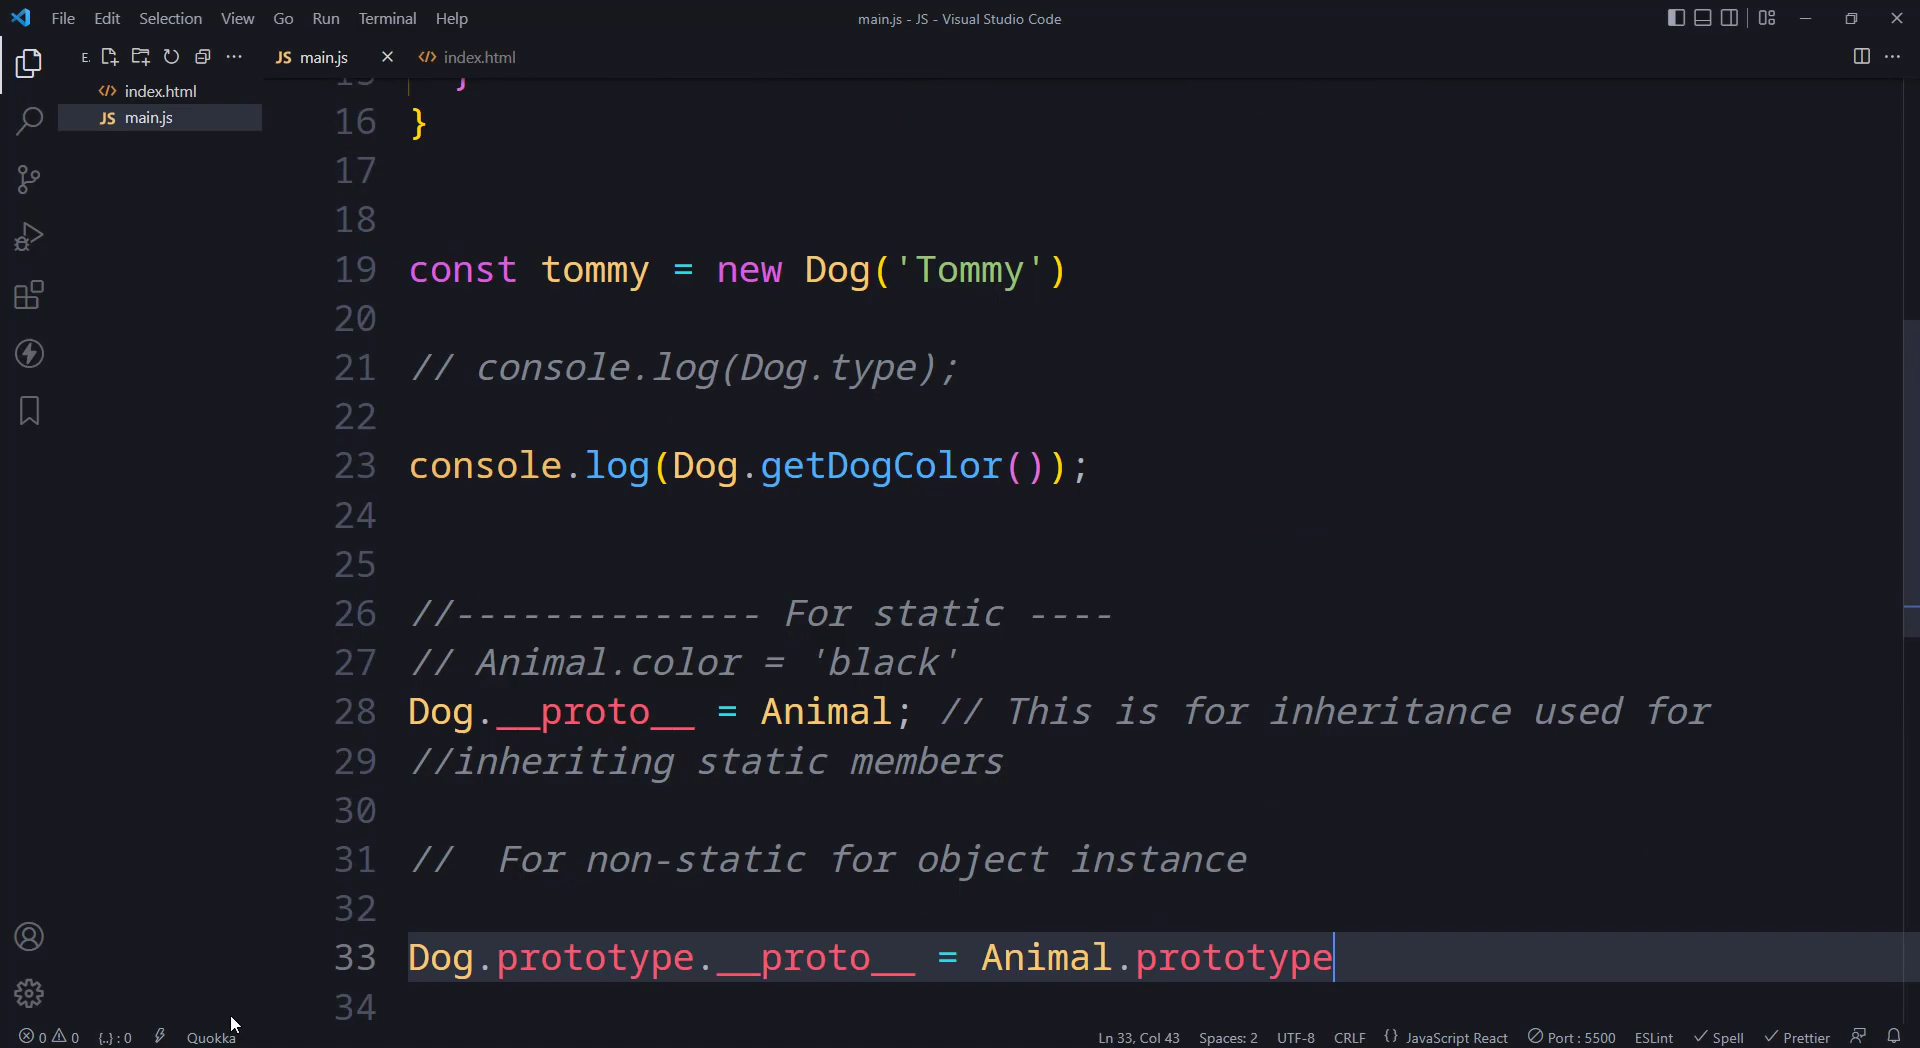 File Edit Selection View Go Run Terminal Help
main.js - JS - Visual Studio Code
E.
JS main.js
index.html
index.html
JS main.js
15 }
16 }
17
18
19 const tommy = new Dog('Tommy')
20
21 // console.log(Dog.type);
22
23 console.log(Dog.getDogColor());
24
25
26 //-------------- For static ----
27 // Animal.color = 'black'
28 Dog.__proto__ = Animal; // This is for inheritance used for
29 //inheriting static members
30
31 //  For non-static for object instance
32
33 Dog.prototype.__proto__ = Animal.prototype
34
0 0 {..} : 0 Quokka Ln 33, Col 43 Spaces: 2 UTF-8 CRLF {} JavaScript React Port : 5500 ESLint Spell Prettier